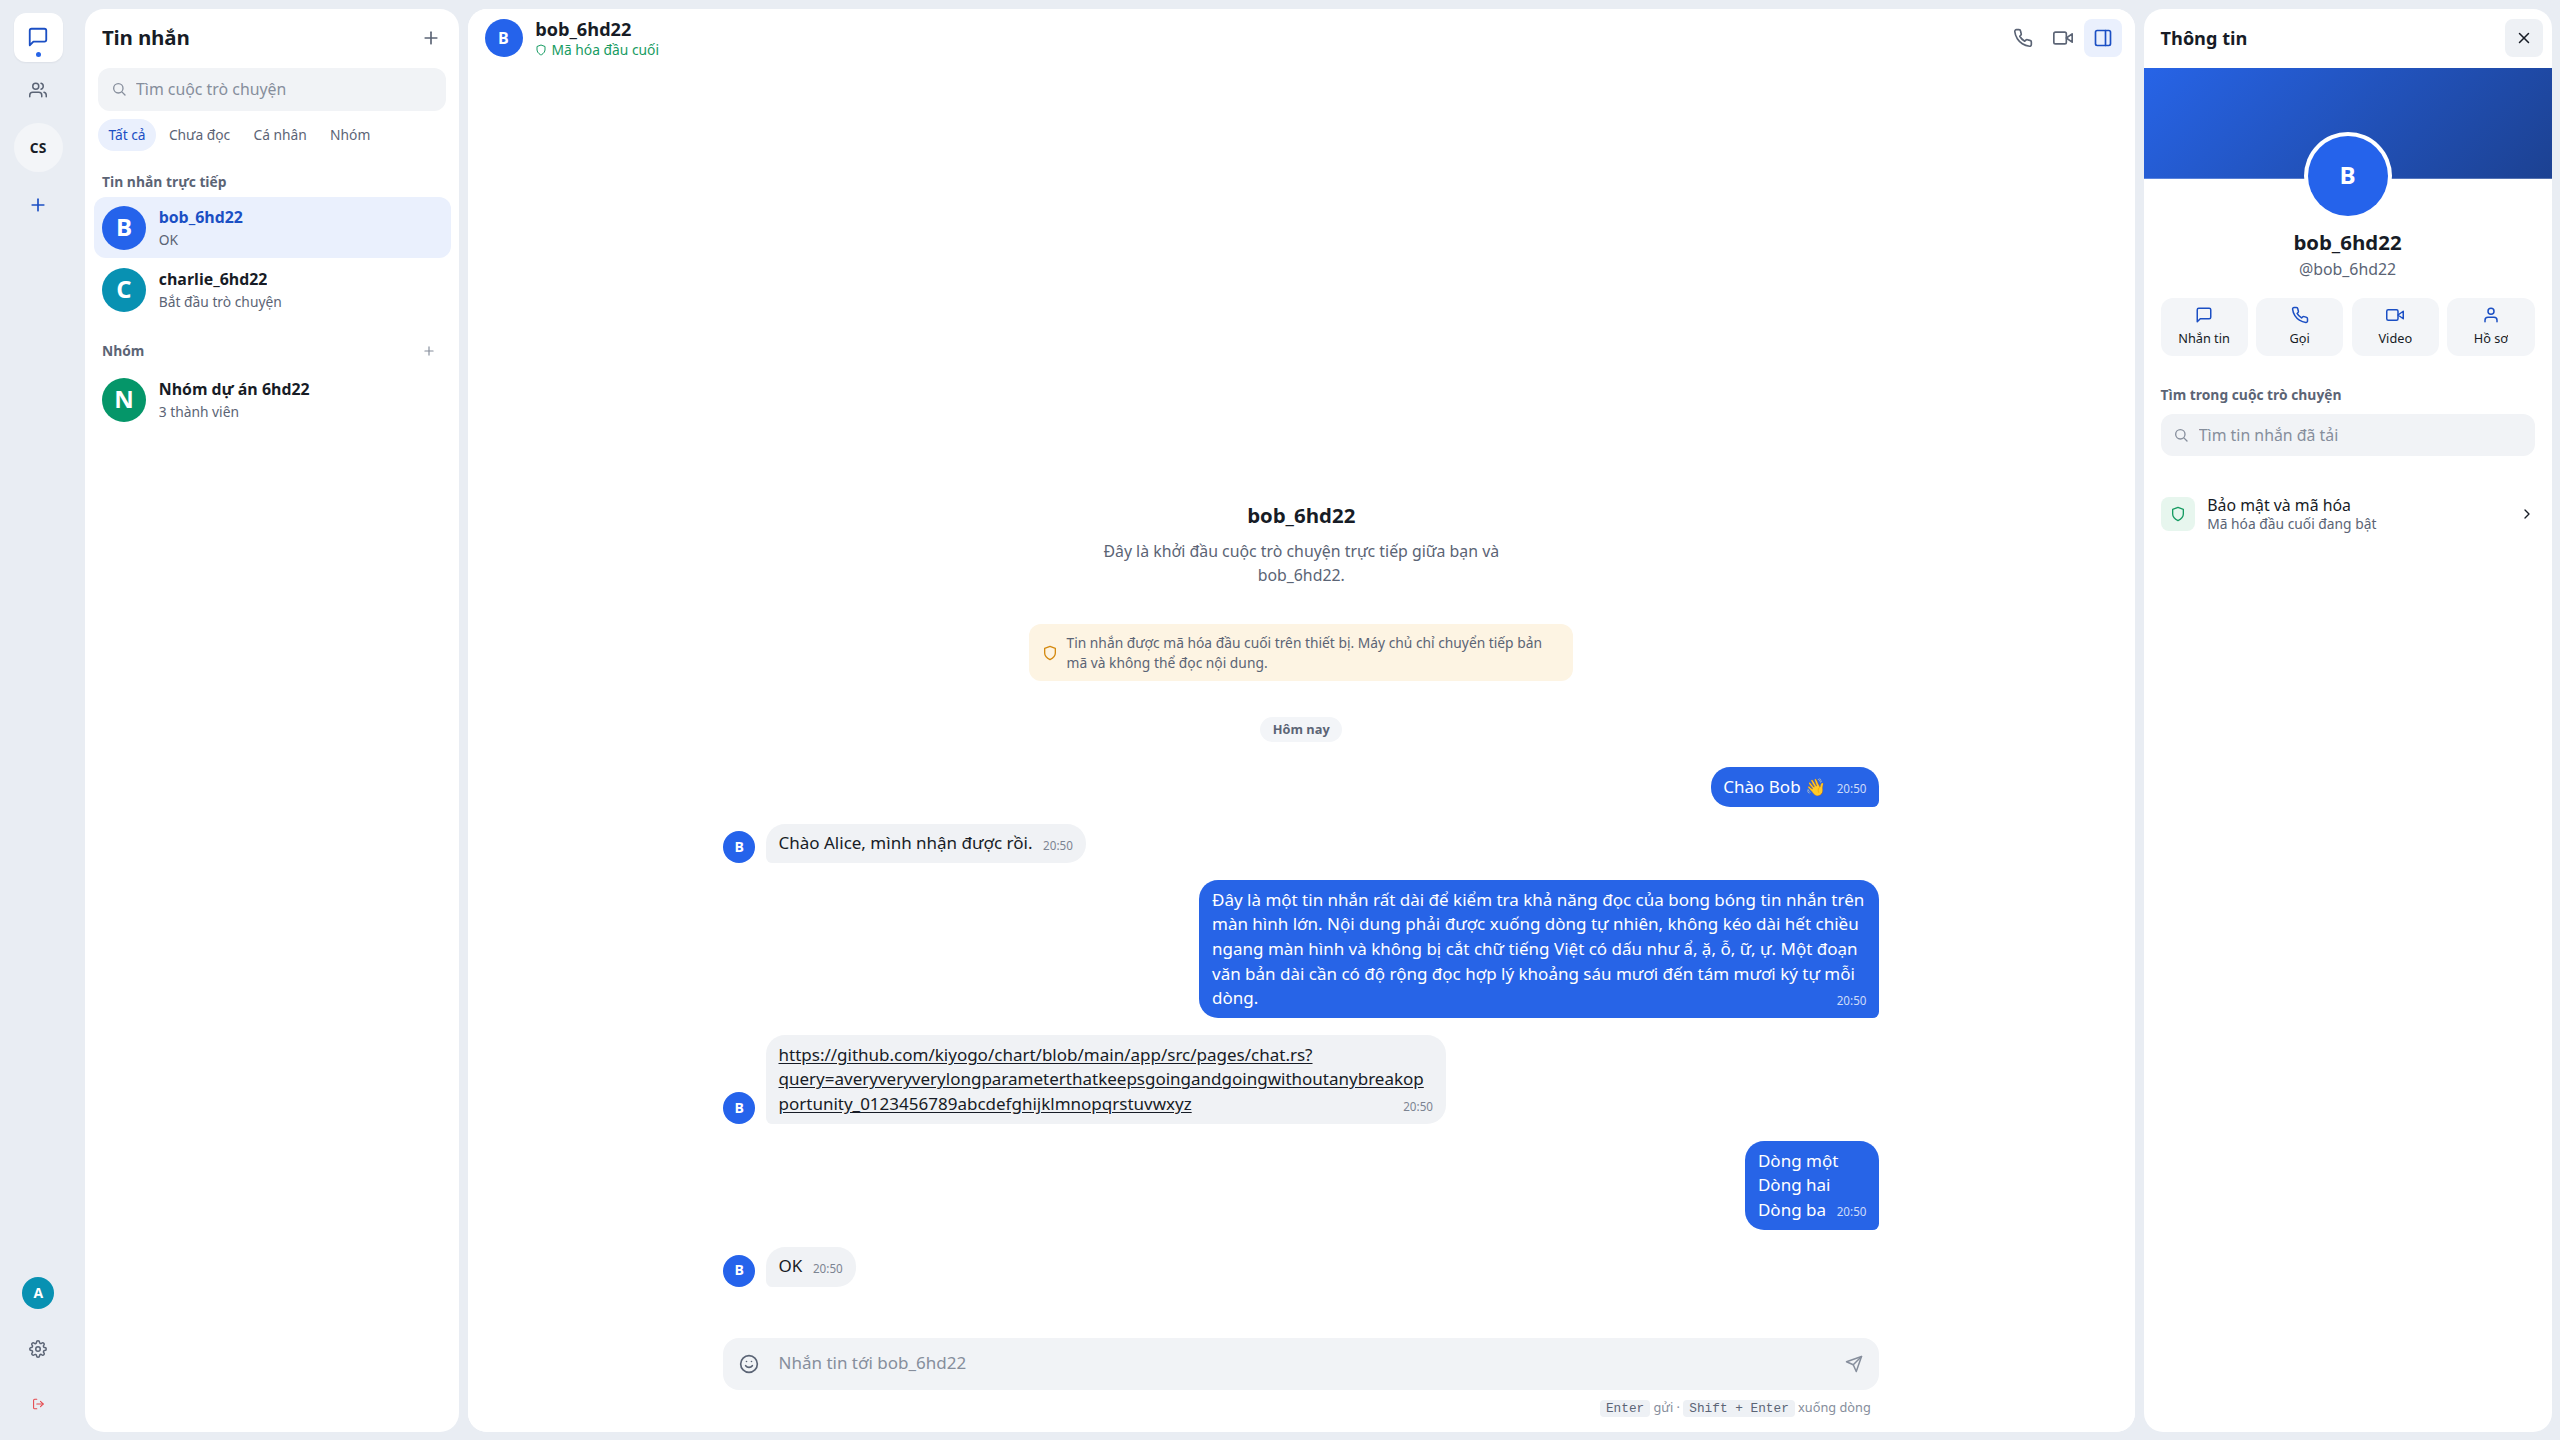 CS
A
Tin nhắn
Tìm cuộc trò chuyện
Tất cả
Chưa đọc
Cá nhân
Nhóm
Tin nhắn trực tiếp
B
bob_6hd22
OK
C
charlie_6hd22
Bắt đầu trò chuyện
Nhóm
N
Nhóm dự án 6hd22
3 thành viên
B
bob_6hd22
Mã hóa đầu cuối
bob_6hd22
Đây là khởi đầu cuộc trò chuyện trực tiếp giữa bạn và
bob_6hd22.
Tin nhắn được mã hóa đầu cuối trên thiết bị. Máy chủ chỉ chuyển tiếp bản
mã và không thể đọc nội dung.
Hôm nay
Chào Bob 👋 20:50
B
Chào Alice, mình nhận được rồi. 20:50
Đây là một tin nhắn rất dài để kiểm tra khả năng đọc của bong bóng tin nhắn trên
màn hình lớn. Nội dung phải được xuống dòng tự nhiên, không kéo dài hết chiều
ngang màn hình và không bị cắt chữ tiếng Việt có dấu như ẩ, ặ, ỗ, ữ, ự. Một đoạn
văn bản dài cần có độ rộng đọc hợp lý khoảng sáu mươi đến tám mươi ký tự mỗi
dòng. 20:50
https://github.com/kiyogo/chart/blob/main/app/src/pages/chat.rs?
query=averyveryverylongparameterthatkeepsgoingandgoingwithoutanybreakop
portunity_0123456789abcdefghijklmnopqrstuvwxyz 20:50
B
Dòng một
Dòng hai
Dòng ba 20:50
B
OK 20:50
Nhắn tin tới bob_6hd22
Enter gửi · Shift + Enter xuống dòng
Thông tin
B
bob_6hd22
@bob_6hd22
Nhắn tin
Gọi
Video
Hồ sơ
Tìm trong cuộc trò chuyện
Tìm tin nhắn đã tải
Bảo mật và mã hóa
Mã hóa đầu cuối đang bật